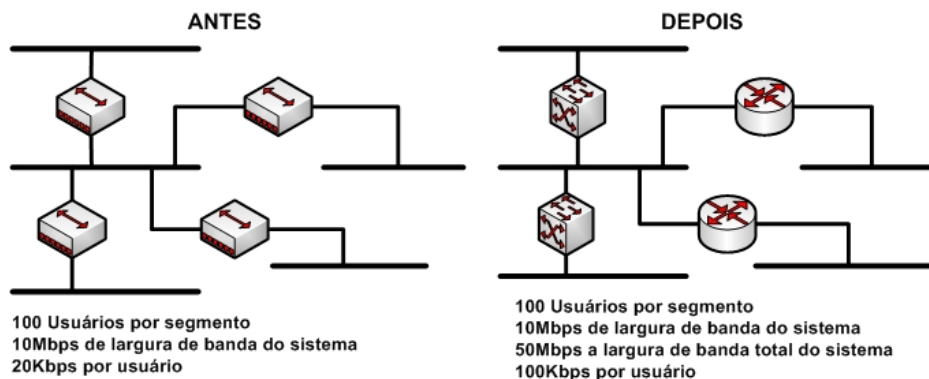 ANTES
100 Usuários por segmento
10Mbps de largura de banda do sistema
20Kbps por usuário
DEPOIS
100 Usuários por segmento
10Mbps de largura de banda do sistema
50Mbps a largura de banda total do sistema
100Kbps por usuário